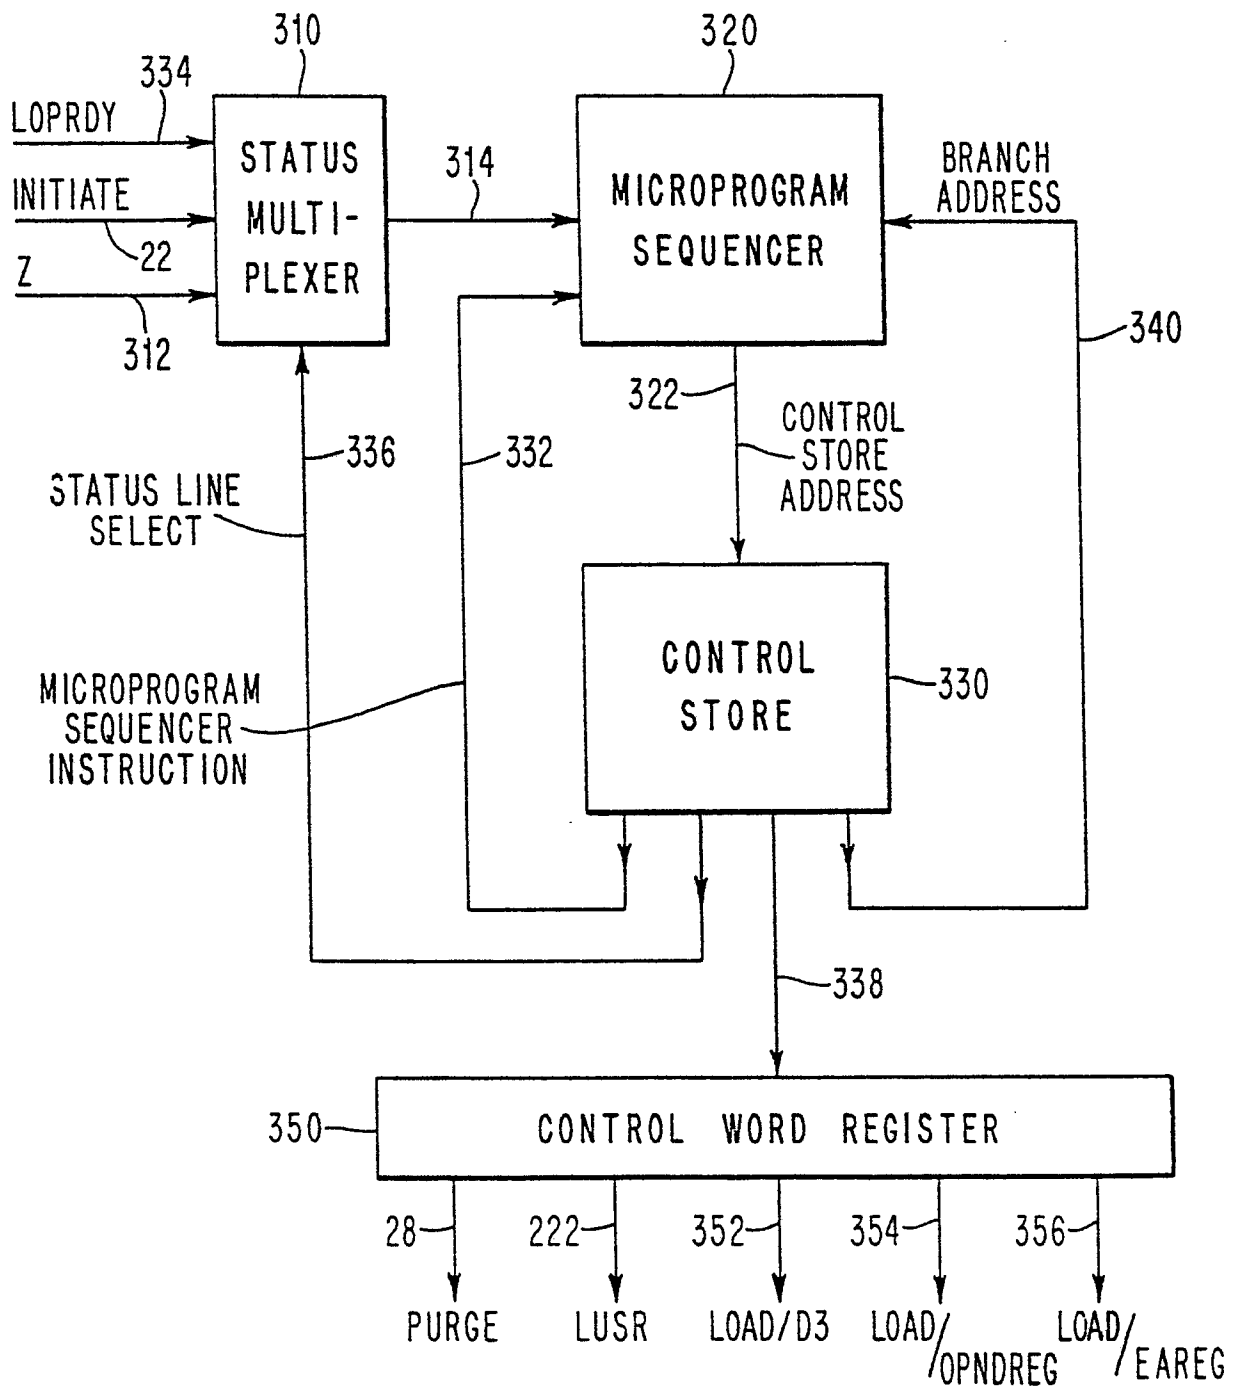 310
320
334
LOPRDY
STATUS
MULTI-
PLEXER
INITIATE
22
Z
312
314
MICROPROGRAM
SEQUENCER
BRANCH
ADDRESS
340
322
CONTROL
STORE
ADDRESS
336
332
STATUS LINE
SELECT
CONTROL
STORE
330
MICROPROGRAM
SEQUENCER
INSTRUCTION
338
350
CONTROL WORD REGISTER
28
222
352
354
356
PURGE
LUSR
LOAD/D3
LOAD/
OPNDREG
LOAD/
EAREG